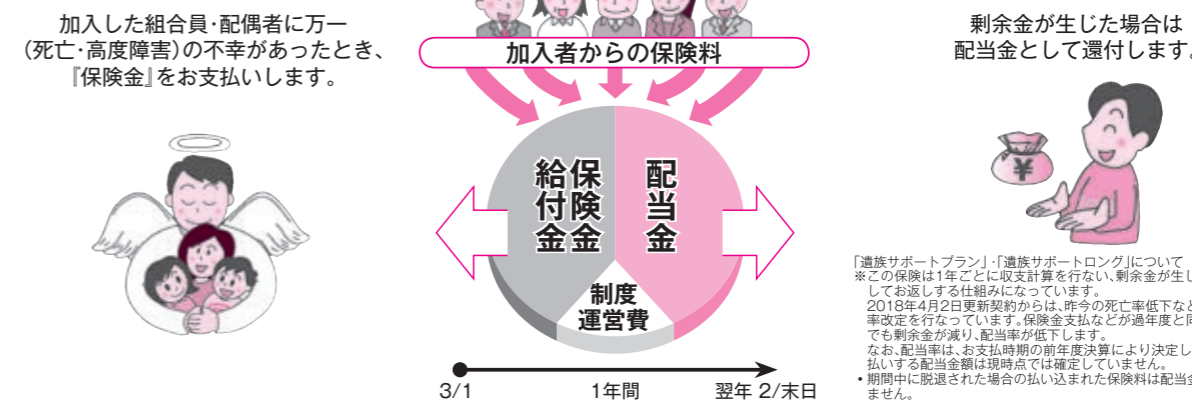 加入した組合員・配偶者に万一
（死亡・高度障害）の不幸があったとき、
『保険金』をお支払いします。
加入者からの保険料
保険金
給付金
配当金
制度
運営費
3/1
1年間
翌年 2/末日
剰余金が生じた場合は
配当金として還付します。
「遺族サポートプラン」・「遺族サポートロング」について
※この保険は1年ごとに収支計算を行ない、剰余金が生じ
してお返しする仕組みになっています。
2018年4月2日更新契約からは、昨今の死亡率低下など
率改定を行なっています。保険金支払などが過年度と同
でも剰余金が減り、配当率が低下します。
なお、配当率は、お支払時期の前年度決算により決定し
払いする配当金額は現時点では確定していません。
・期間中に脱退された場合の払い込まれた保険料は配当金
ません。
¥